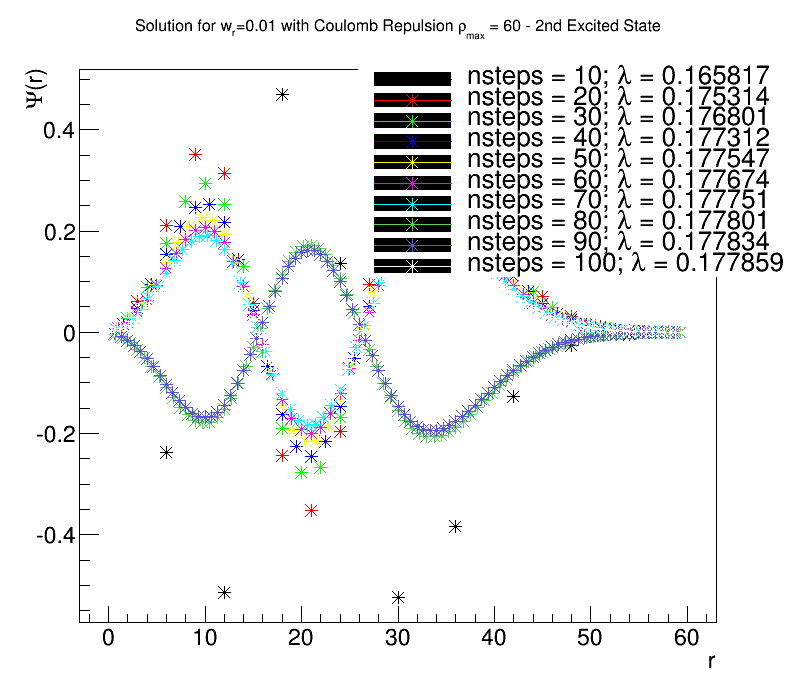 Solution for wr=0.01 with Coulomb Repulsion ρmax = 60 - 2nd Excited State
Ψ(r)
nsteps = 10; λ = 0.165817
nsteps = 20; λ = 0.175314
nsteps = 30; λ = 0.176801
nsteps = 40; λ = 0.177312
nsteps = 50; λ = 0.177547
nsteps = 60; λ = 0.177674
nsteps = 70; λ = 0.177751
nsteps = 80; λ = 0.177801
nsteps = 90; λ = 0.177834
nsteps = 100; λ = 0.177859
0.4
0.2
0
-0.2
-0.4
0 10 20 30 40 50 60
r